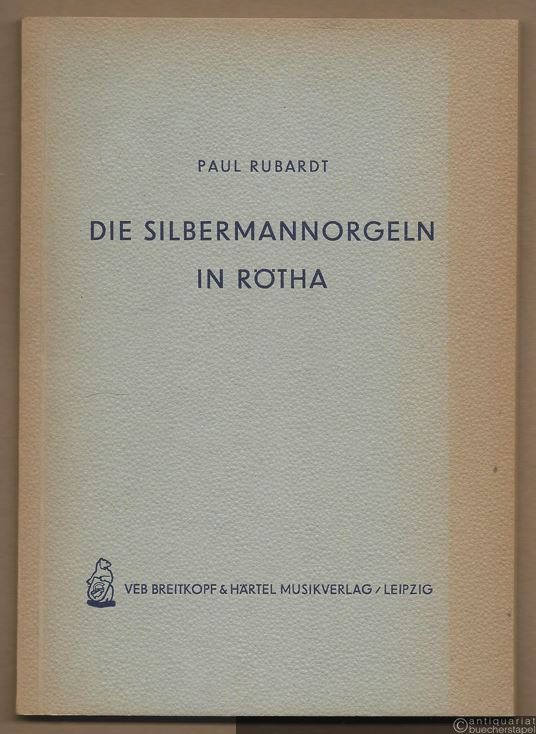 PAUL RUBARDT
DIE SILBERMANNORGELN
IN RÖTHA
VEB BREITKOPF & HÄRTEL MUSIKVERLAG / LEIPZIG
©antiquariat
buecherstapel